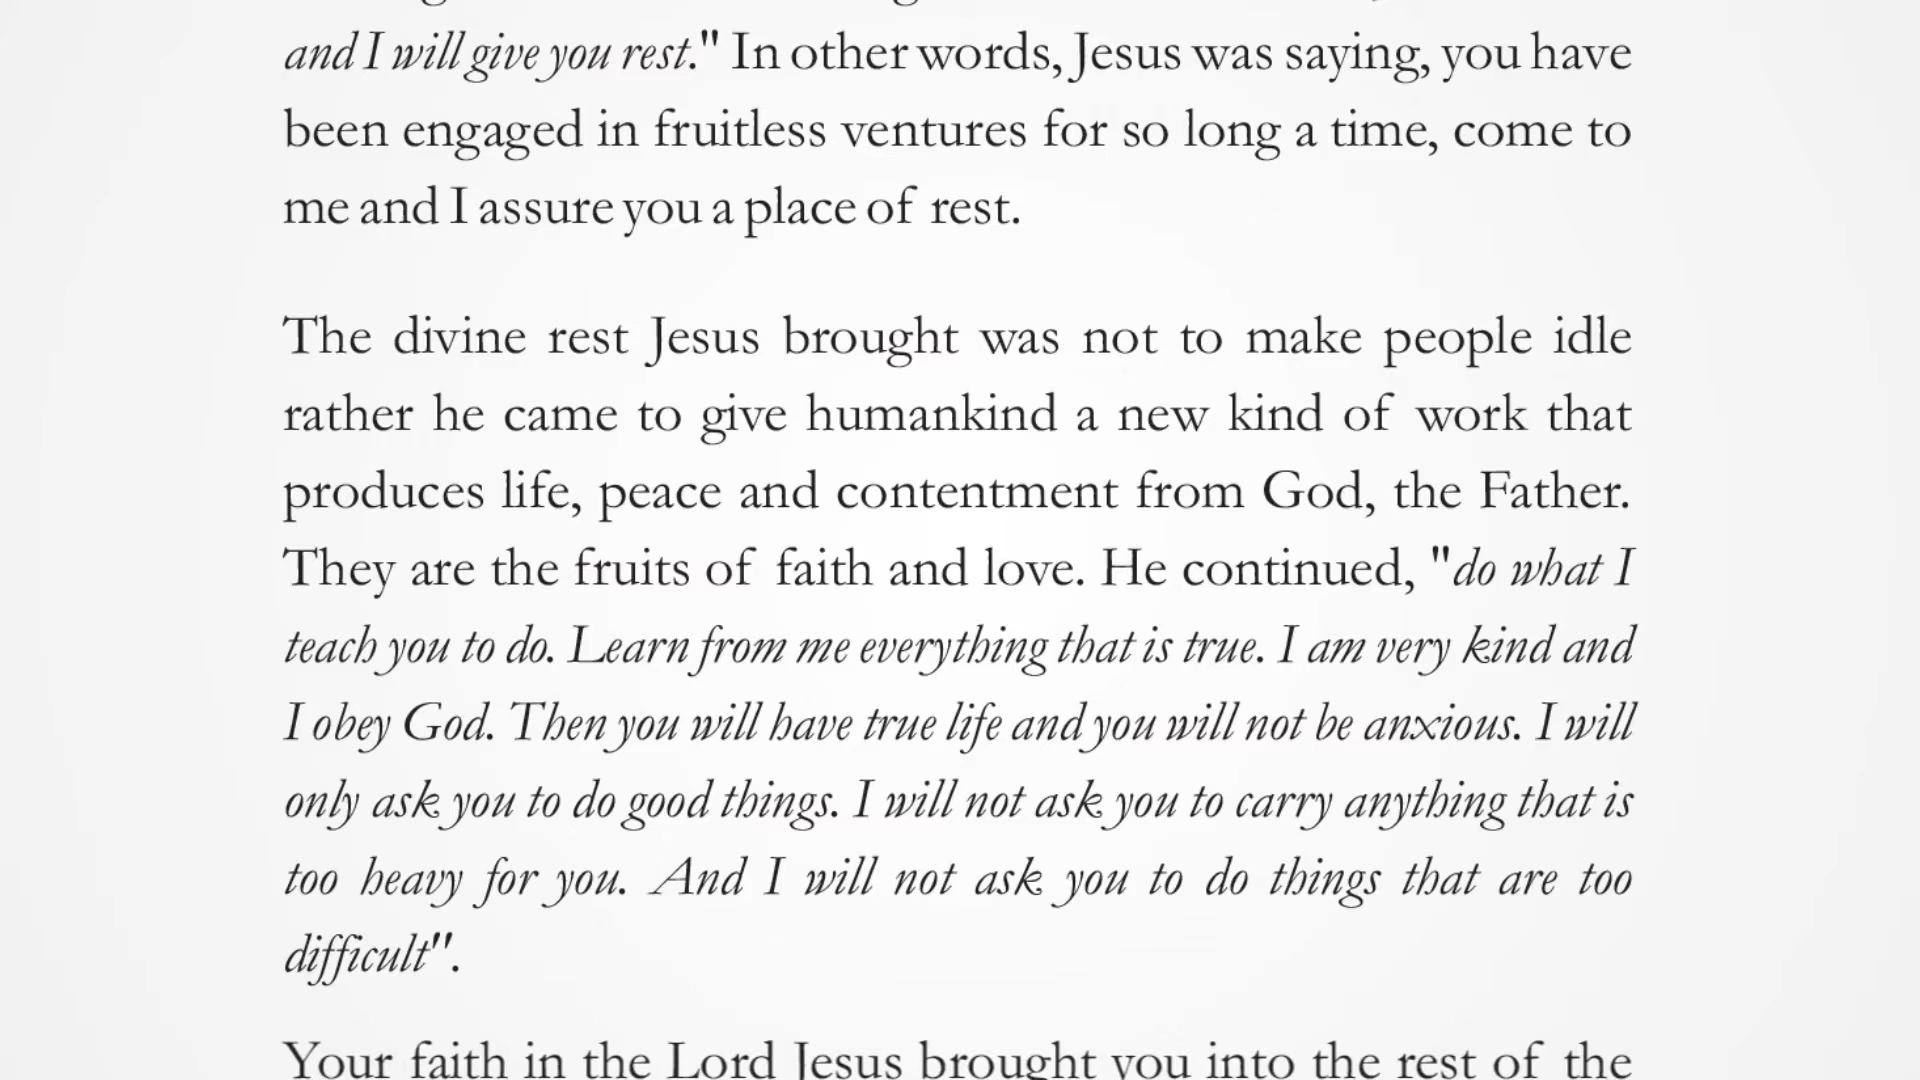 and I will give you rest." In other words, Jesus was saying, you have
been engaged in fruitless ventures for so long a time, come to
me and I assure you a place of rest.
The divine rest Jesus brought was not to make people idle
rather he came to give humankind a new kind of work that
produces life, peace and contentment from God, the Father.
They are the fruits of faith and love. He continued, "do what I
teach you to do. Learn from me everything that is true. I am very kind and
I obey God. Then you will have true life and you will not be anxious. I will
only ask you to do good things. I will not ask you to carry anything that is
too heavy for you. And I will not ask you to do things that are too
difficult".
Your faith in the Lord Jesus brought you into the rest of the